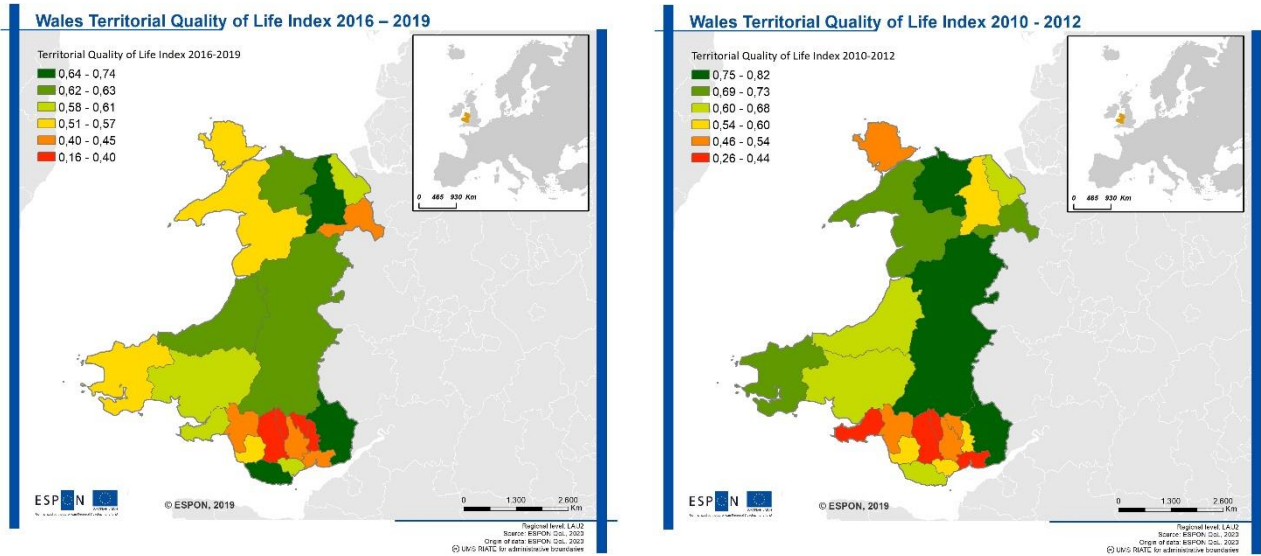 Wales Territorial Quality of Life Index 2016 – 2019
Territorial Quality of Life Index 2016-2019
0,64 - 0,74
0,62 - 0,63
0,58 - 0,61
0,51 - 0,57
0,40 - 0,45
0,16 - 0,40
0 465 930 Km
ESPON
© ESPON, 2019
0 1.300 2.600
Km
Regional level: LAU2
Source: ESPON QoL, 2023
Origin of data: ESPON QoL, 2023
© UMS RIATE for administrative boundaries
Wales Territorial Quality of Life Index 2010 - 2012
Territorial Quality of Life Index 2010-2012
0,75 - 0,82
0,69 - 0,73
0,60 - 0,68
0,54 - 0,60
0,46 - 0,54
0,26 - 0,44
0 465 930 Km
ESPON
© ESPON, 2019
0 1.300 2.600
Km
Regional level: LAU2
Source: ESPON QoL, 2023
Origin of data: ESPON QoL, 2023
© UMS RIATE for administrative boundaries